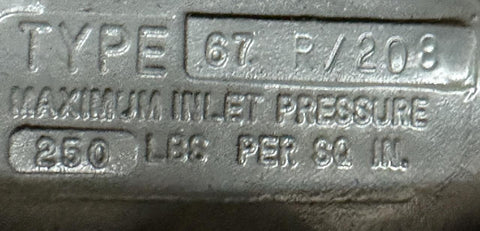 TYPE 67 R/208
MAXIMUM INLET PRESSURE
250 LBS PER SQ IN.